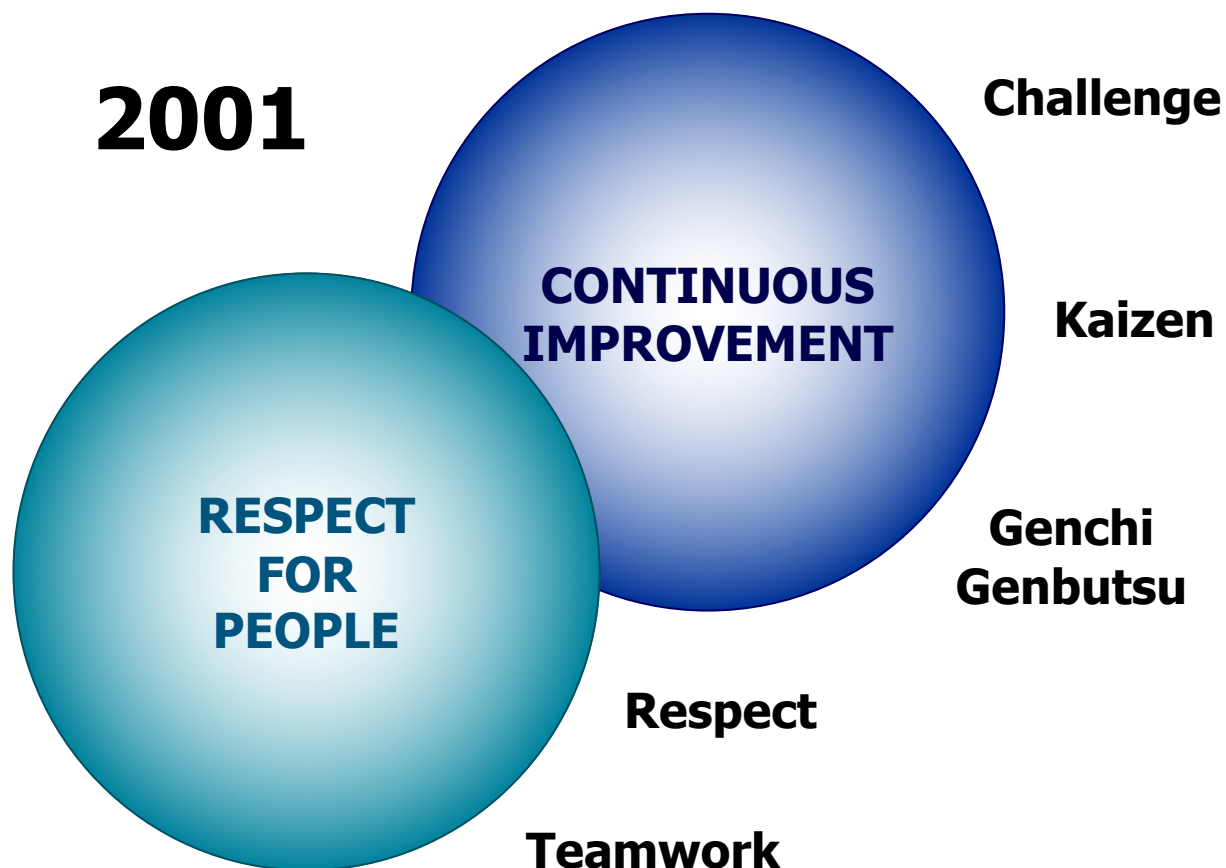 2001
Challenge
CONTINUOUS
IMPROVEMENT
Kaizen
RESPECT
FOR
PEOPLE
Genchi
Genbutsu
Respect
Teamwork